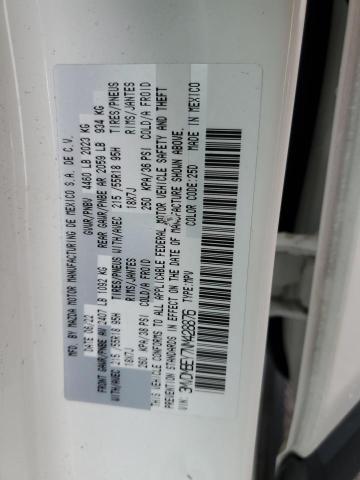 MFD. BY MAZDA MOTOR MANUFACTURING DE MEXICO S.A. DE C.V.
DATE: 06/22 GVWR/PNBV 4460 LB 2023 KG
FRONT GAWR/PNBE AV 2407 LB 1092 KG REAR GAWR/PNBE AR 2059 LB 934 KG
WITH/AVEC 215/55R18 95H TIRES/PNEUS WITH/AVEC 215/55R18 95H TIRES/PNEUS
18X7J RIMS/JANTES 18X7J RIMS/JANTES
250 KPA/36 PSI COLD/A FROID 250 KPA/36 PSI COLD/A FROID
THIS VEHICLE CONFORMS TO ALL APPLICABLE FEDERAL MOTOR VEHICLE SAFETY AND THEFT
PREVENTION STANDARDS IN EFFECT ON THE DATE OF MANUFACTURE SHOWN ABOVE.
VIN: TYPE: MPV COLOR CODE: 25D MADE IN MEXICO